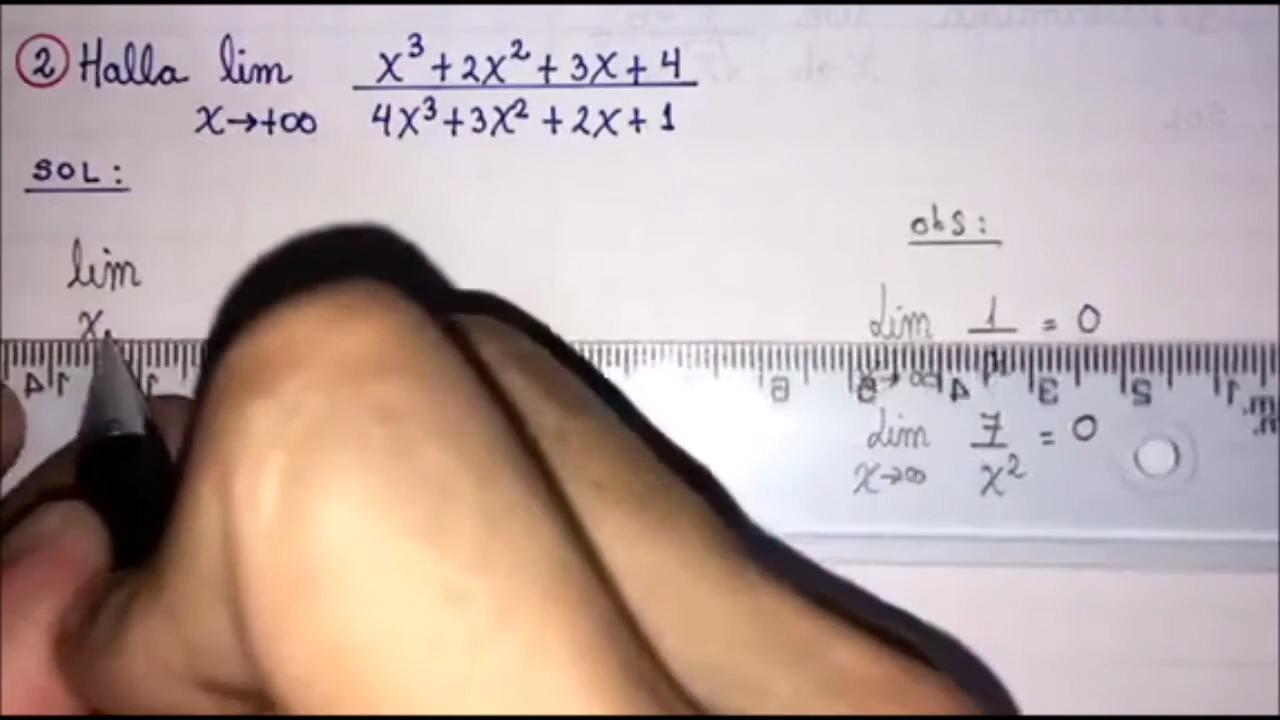 ② Halla lim x³+2x²+3x+4
x→+∞ 4x³+3x²+2x+1
SOL:
obs:
lim
Lim 1 = 0
x
x→∞
Lim 7 = 0
x→∞ x²